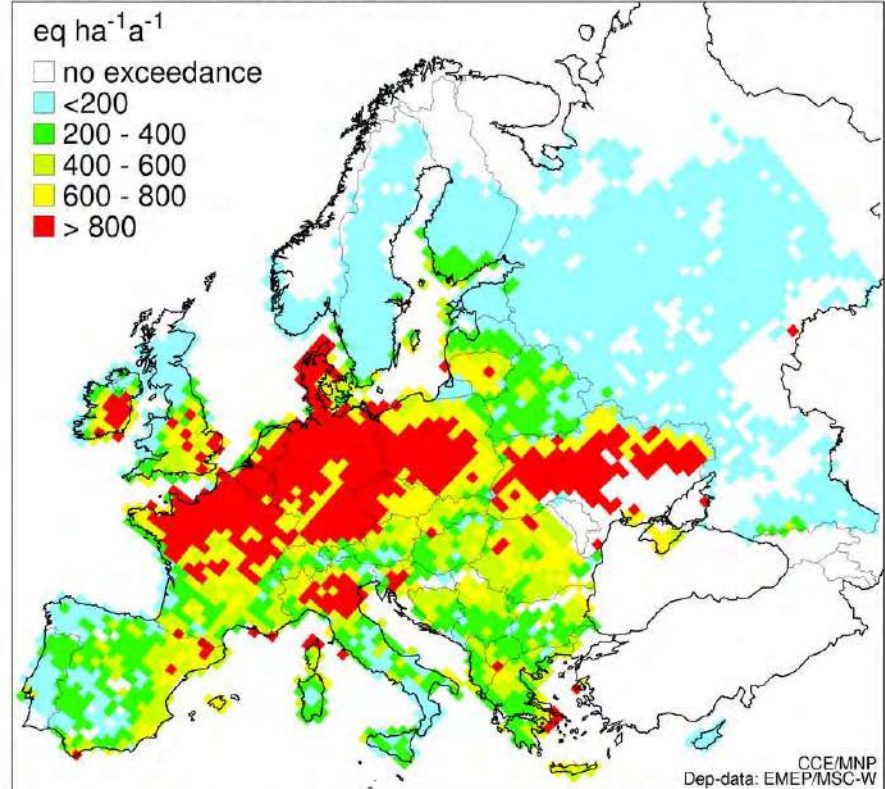 eq ha⁻¹a⁻¹
no exceedance
<200
200 - 400
400 - 600
600 - 800
> 800
CCE/MNP
Dep-data: EMEP/MSC-W